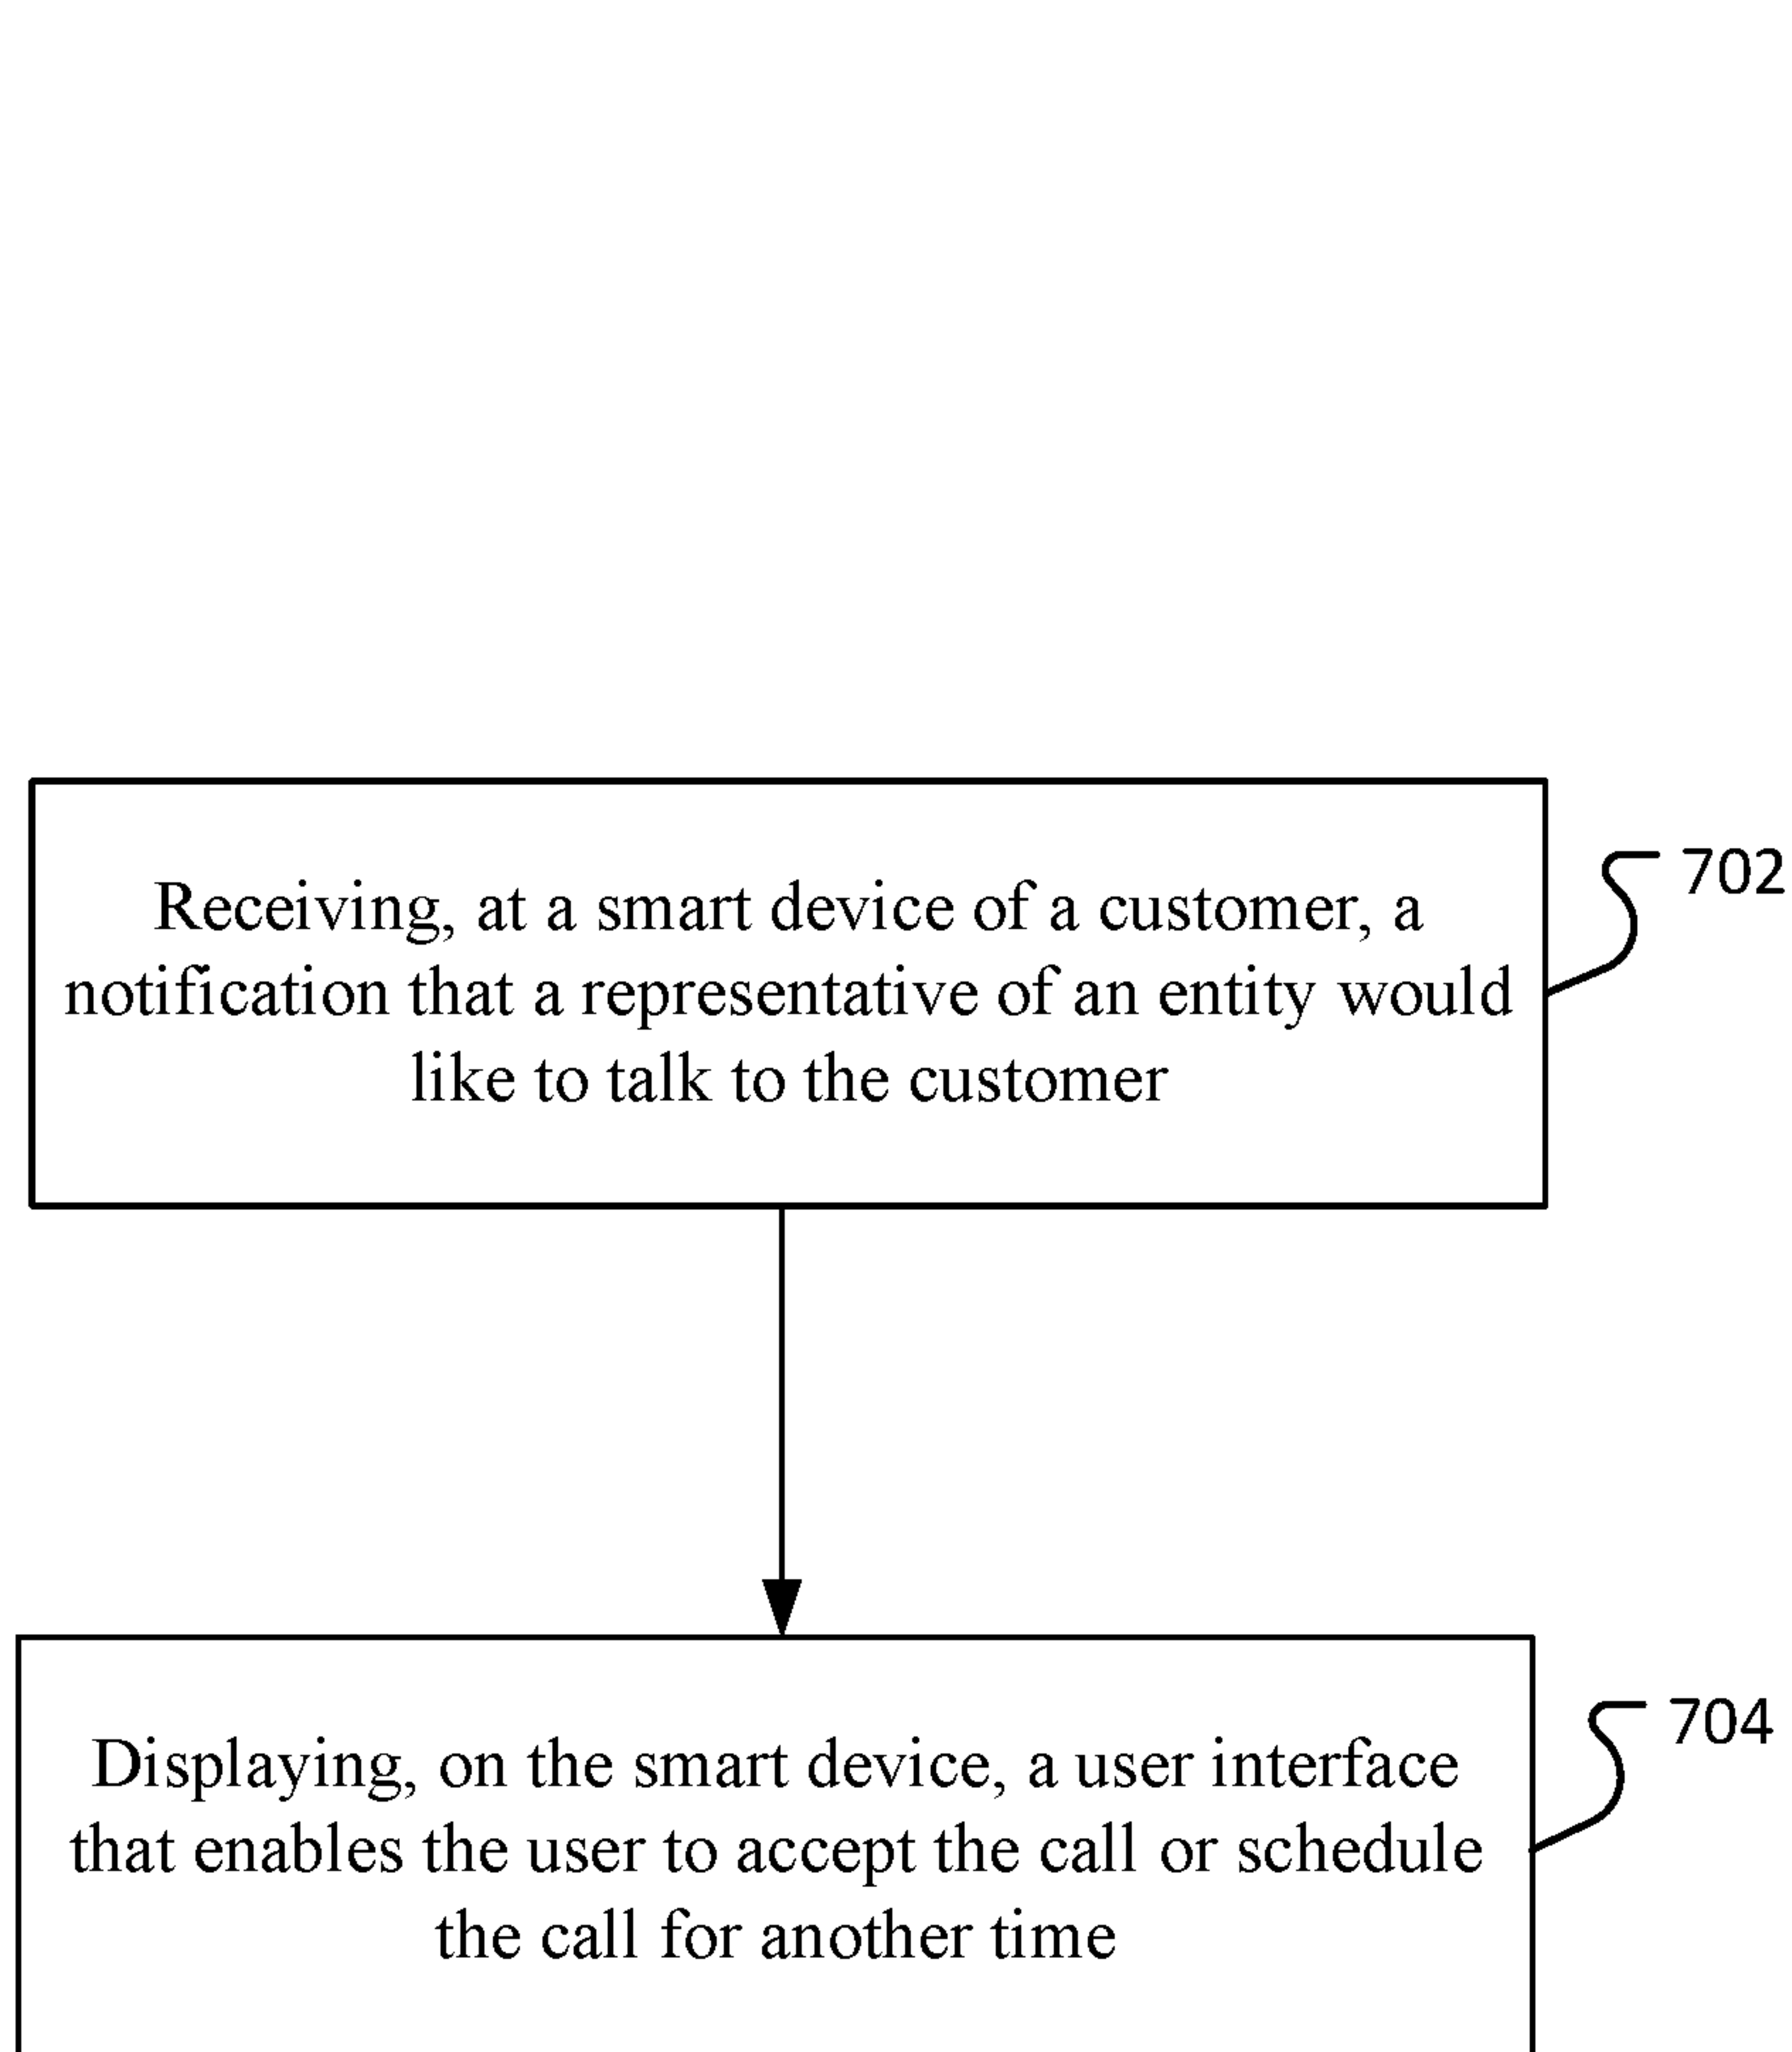 Receiving, at a smart device of a customer, a
notification that a representative of an entity would
like to talk to the customer
702
Displaying, on the smart device, a user interface
that enables the user to accept the call or schedule
the call for another time
704